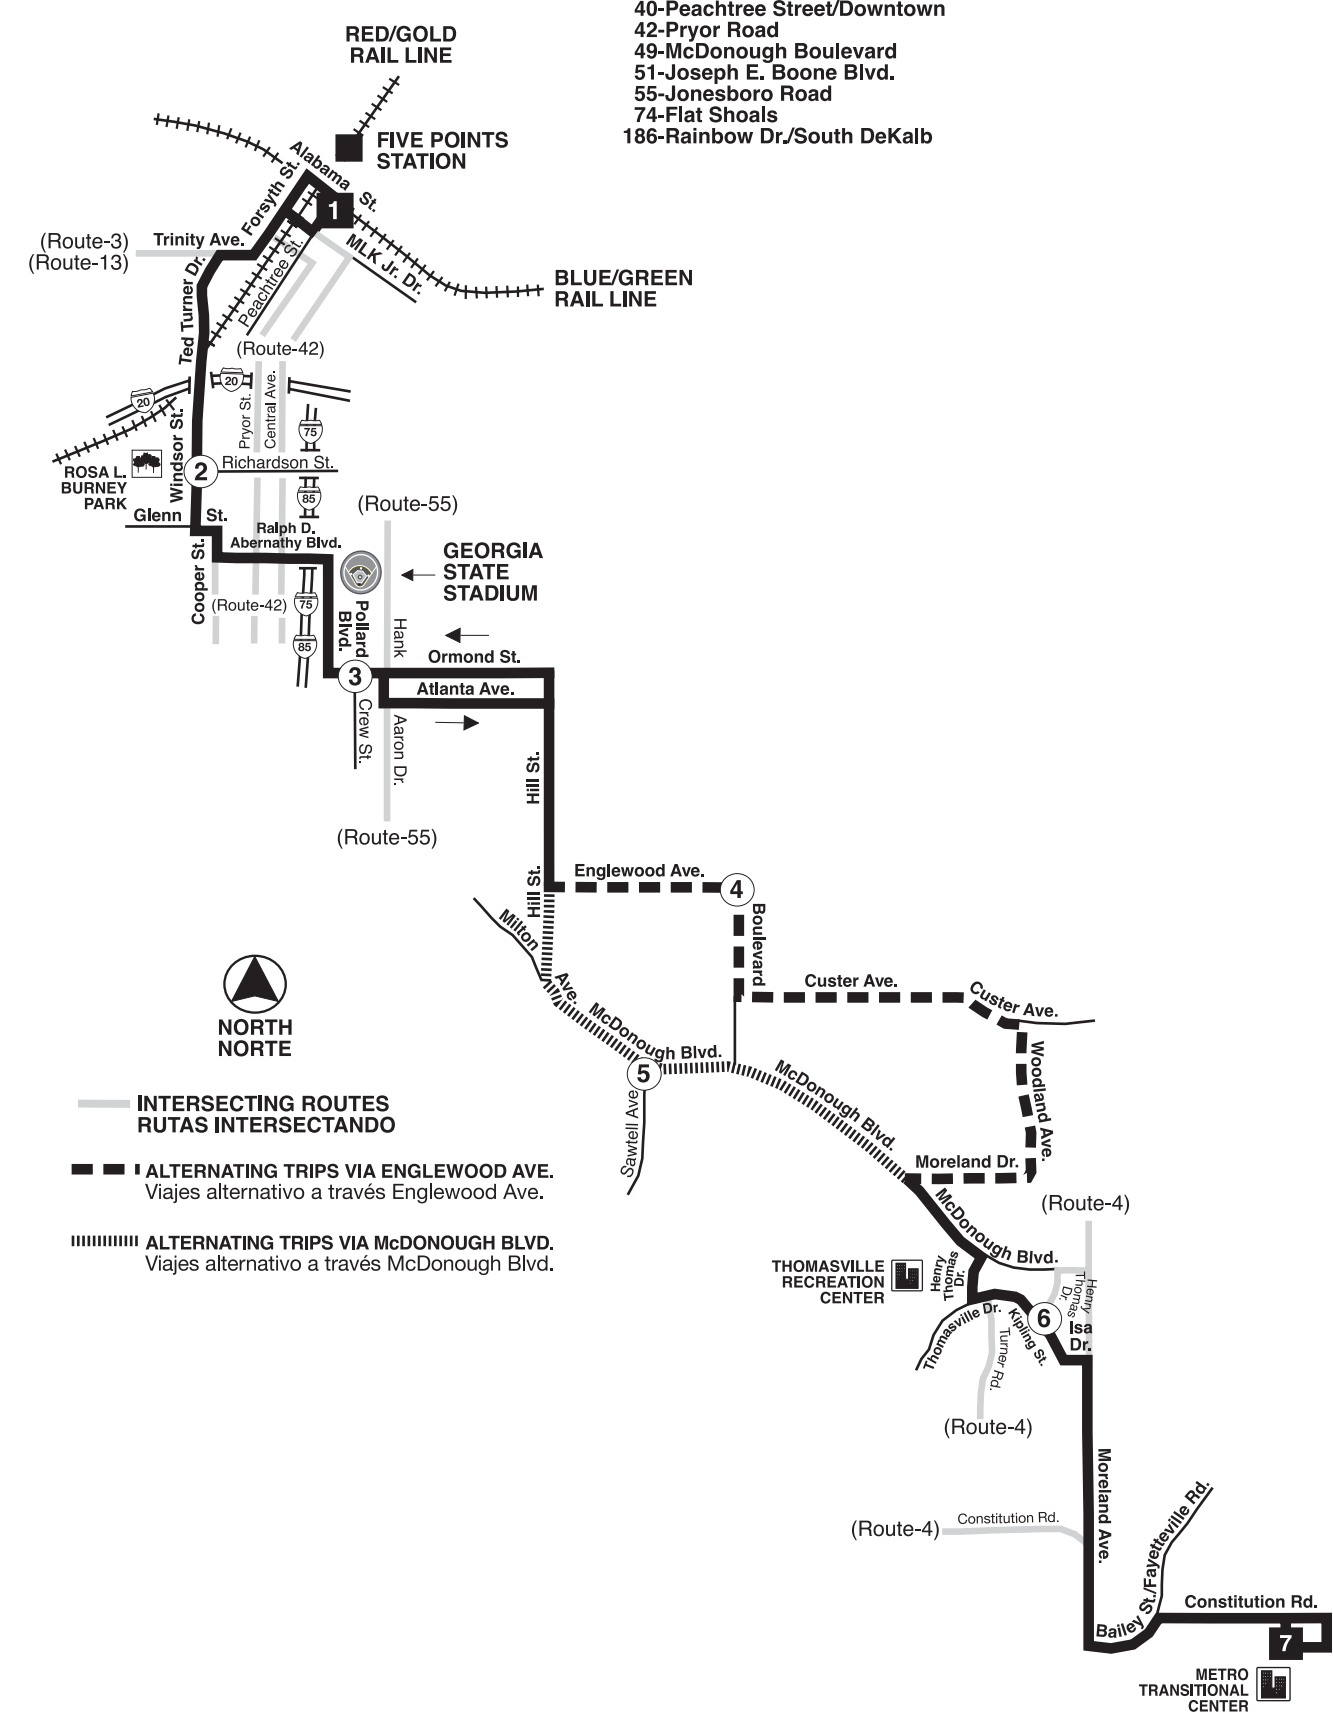 40-Peachtree Street/Downtown
42-Pryor Road
49-McDonough Boulevard
51-Joseph E. Boone Blvd.
55-Jonesboro Road
74-Flat Shoals
186-Rainbow Dr./South DeKalb
RED/GOLD
RAIL LINE
FIVE POINTS
STATION
Alabama St.
1
Forsyth St.
(Route-3)
(Route-13)
Trinity Ave.
Peachtree St.
MLK Jr. Dr.
BLUE/GREEN
RAIL LINE
Ted Turner Dr.
(Route-42)
20
20
Pryor St.
Central Ave.
75
Windsor St.
2
Richardson St.
ROSA L.
BURNEY
PARK
85
(Route-55)
Glenn St.
Ralph D.
Abernathy Blvd.
GEORGIA
STATE
STADIUM
Cooper St.
(Route-42)
75
85
Pollard
Blvd.
Hank
Ormond St.
3
Atlanta Ave.
Crew St.
Aaron Dr.
Hill St.
(Route-55)
Hill St.
Englewood Ave.
4
Milton
Ave.
Boulevard
Custer Ave.
Custer Ave.
NORTH
NORTE
McDonough Blvd.
5
McDonough Blvd.
Woodland Ave.
Sawtell Ave
Moreland Dr.
INTERSECTING ROUTES
RUTAS INTERSECTANDO
ALTERNATING TRIPS VIA ENGLEWOOD AVE.
Viajes alternativo a través Englewood Ave.
ALTERNATING TRIPS VIA McDONOUGH BLVD.
Viajes alternativo a través McDonough Blvd.
McDonough Blvd.
(Route-4)
THOMASVILLE
RECREATION
CENTER
Henry
Thomas
Dr.
Henry
Thomas
Dr.
6
Isa
Dr.
Thomasville Dr.
Kipling St.
Turner Rd.
(Route-4)
Moreland Ave.
(Route-4)
Constitution Rd.
Bailey St./Fayetteville Rd.
Constitution Rd.
7
METRO
TRANSITIONAL
CENTER